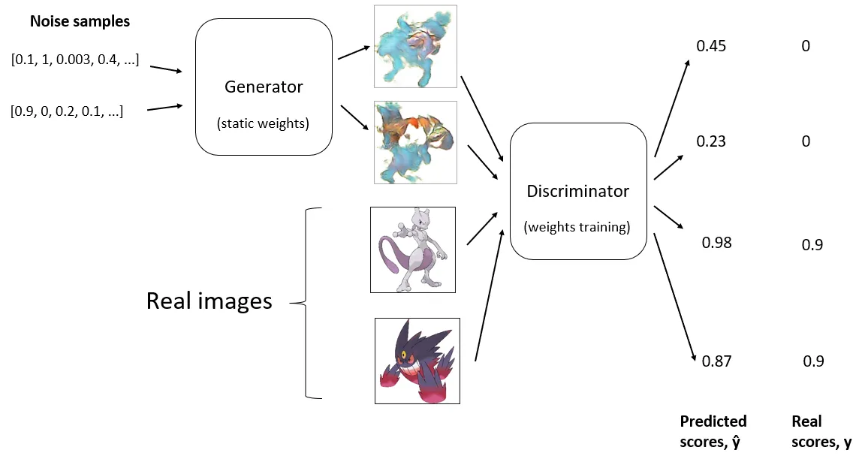 Noise samples
[0.1, 1, 0.003, 0.4, ...]
[0.9, 0, 0.2, 0.1, ...]
Generator
(static weights)
Real images
Discriminator
(weights training)
0.45 0
0.23 0
0.98 0.9
0.87 0.9
Predicted Real
scores, ŷ scores, y